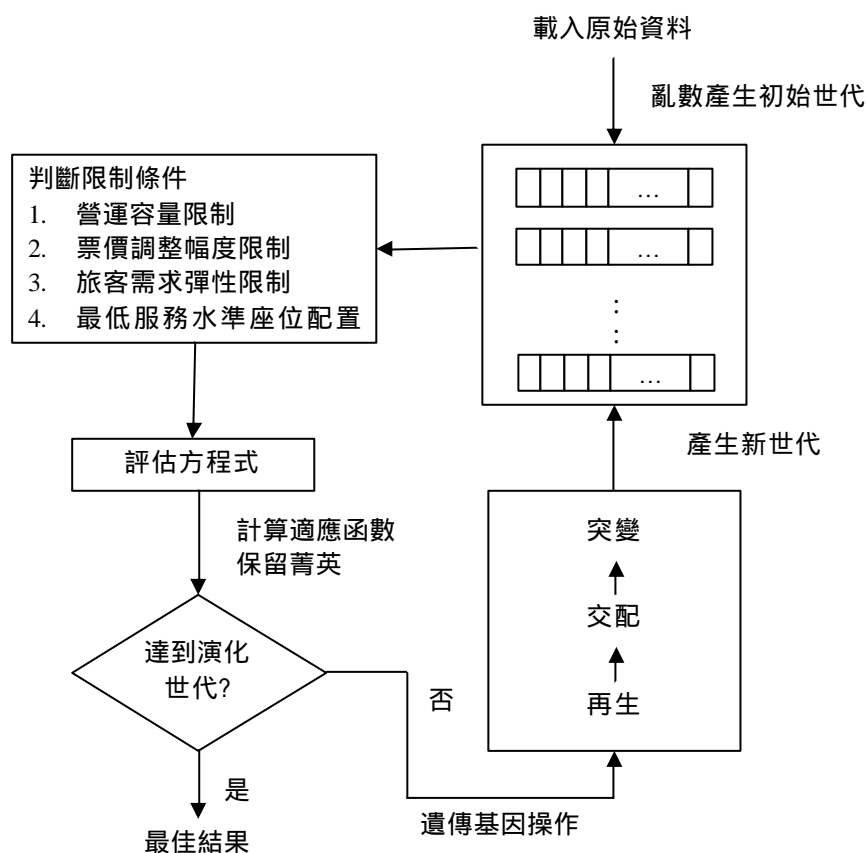 載入原始資料
亂數產生初始世代
...
...
:
:
...
判斷限制條件
1. 營運容量限制
2. 票價調整幅度限制
3. 旅客需求彈性限制
4. 最低服務水準座位配置
評估方程式
計算適應函數
保留菁英
達到演化
世代?
是
最佳結果
否
遺傳基因操作
再生
交配
突變
產生新世代